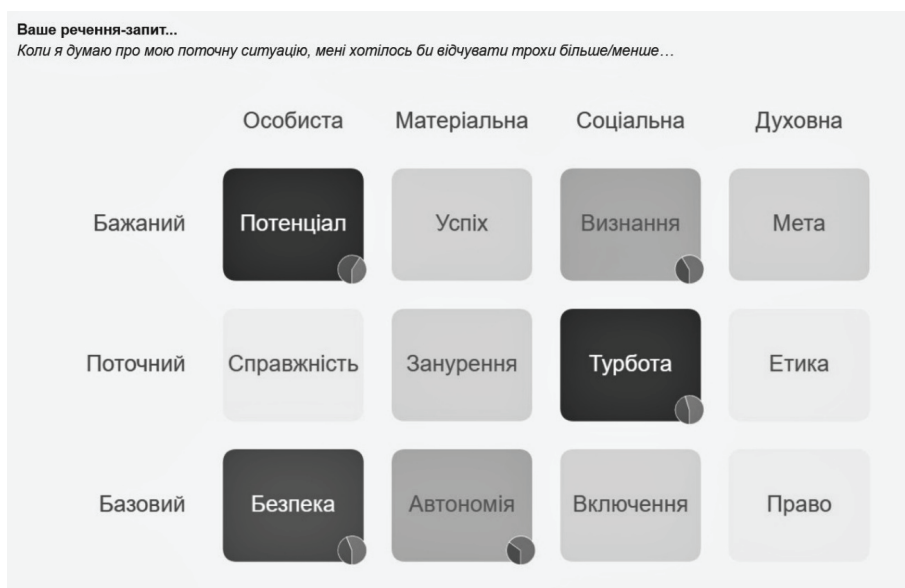 Ваше речення-запит...
Коли я думаю про мою поточну ситуацію, мені хотілось би відчувати трохи більше/менше…
Особиста Матеріальна Соціальна Духовна
Бажаний Потенціал Успіх Визнання Мета
Поточний Справжність Занурення Турбота Етика
Базовий Безпека Автономія Включення Право